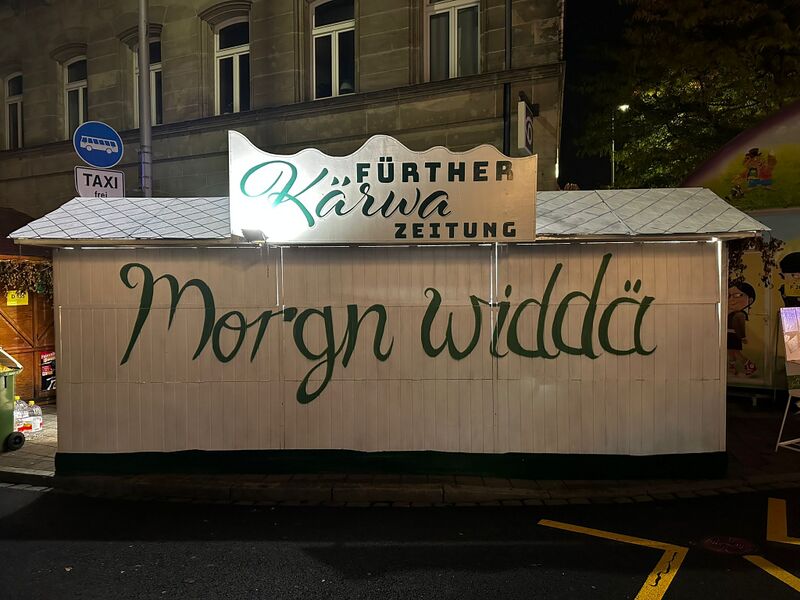 TAXI
frei
FÜRTHER
Kärwa
ZEITUNG
Morgn widdä